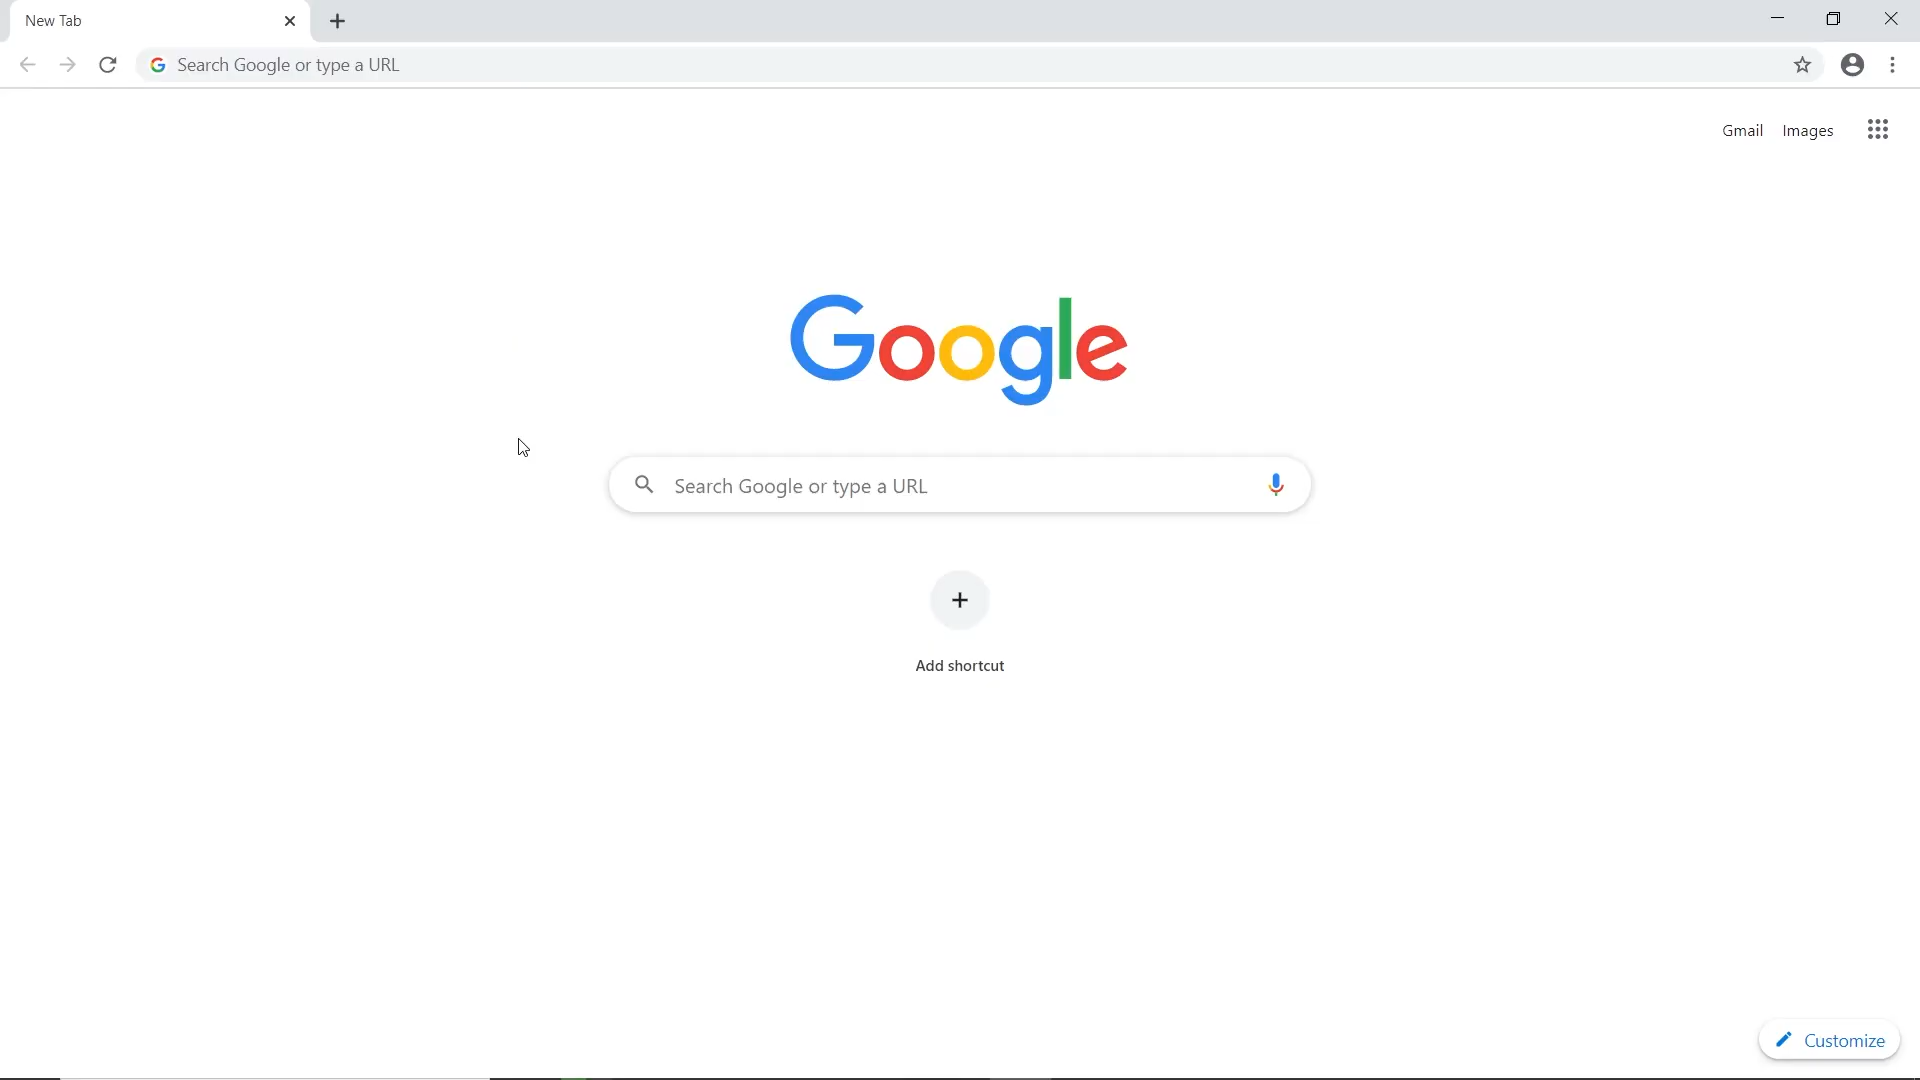 New Tab
Search Google or type a URL
Gmail Images
Google
Search Google or type a URL
Add shortcut
Customize